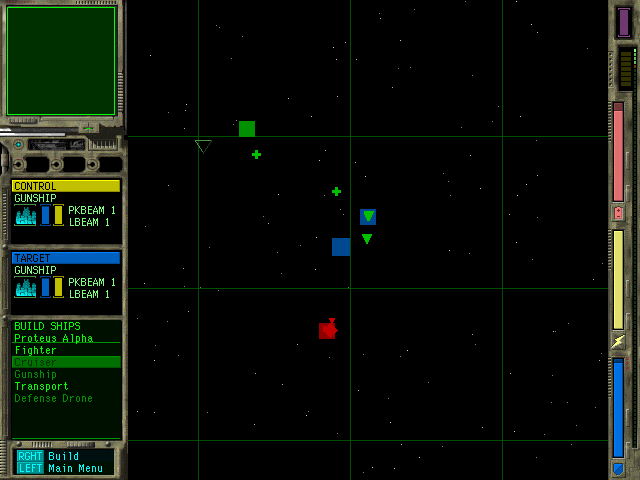 CONTROL
GUNSHIP
PKBEAM 1
LBEAM 1
TARGET
GUNSHIP
PKBEAM 1
LBEAM 1
BUILD SHIPS
Proteus Alpha
Fighter
Cruiser
Gunship
Transport
Defense Drone
RGHT Build
LEFT Main Menu